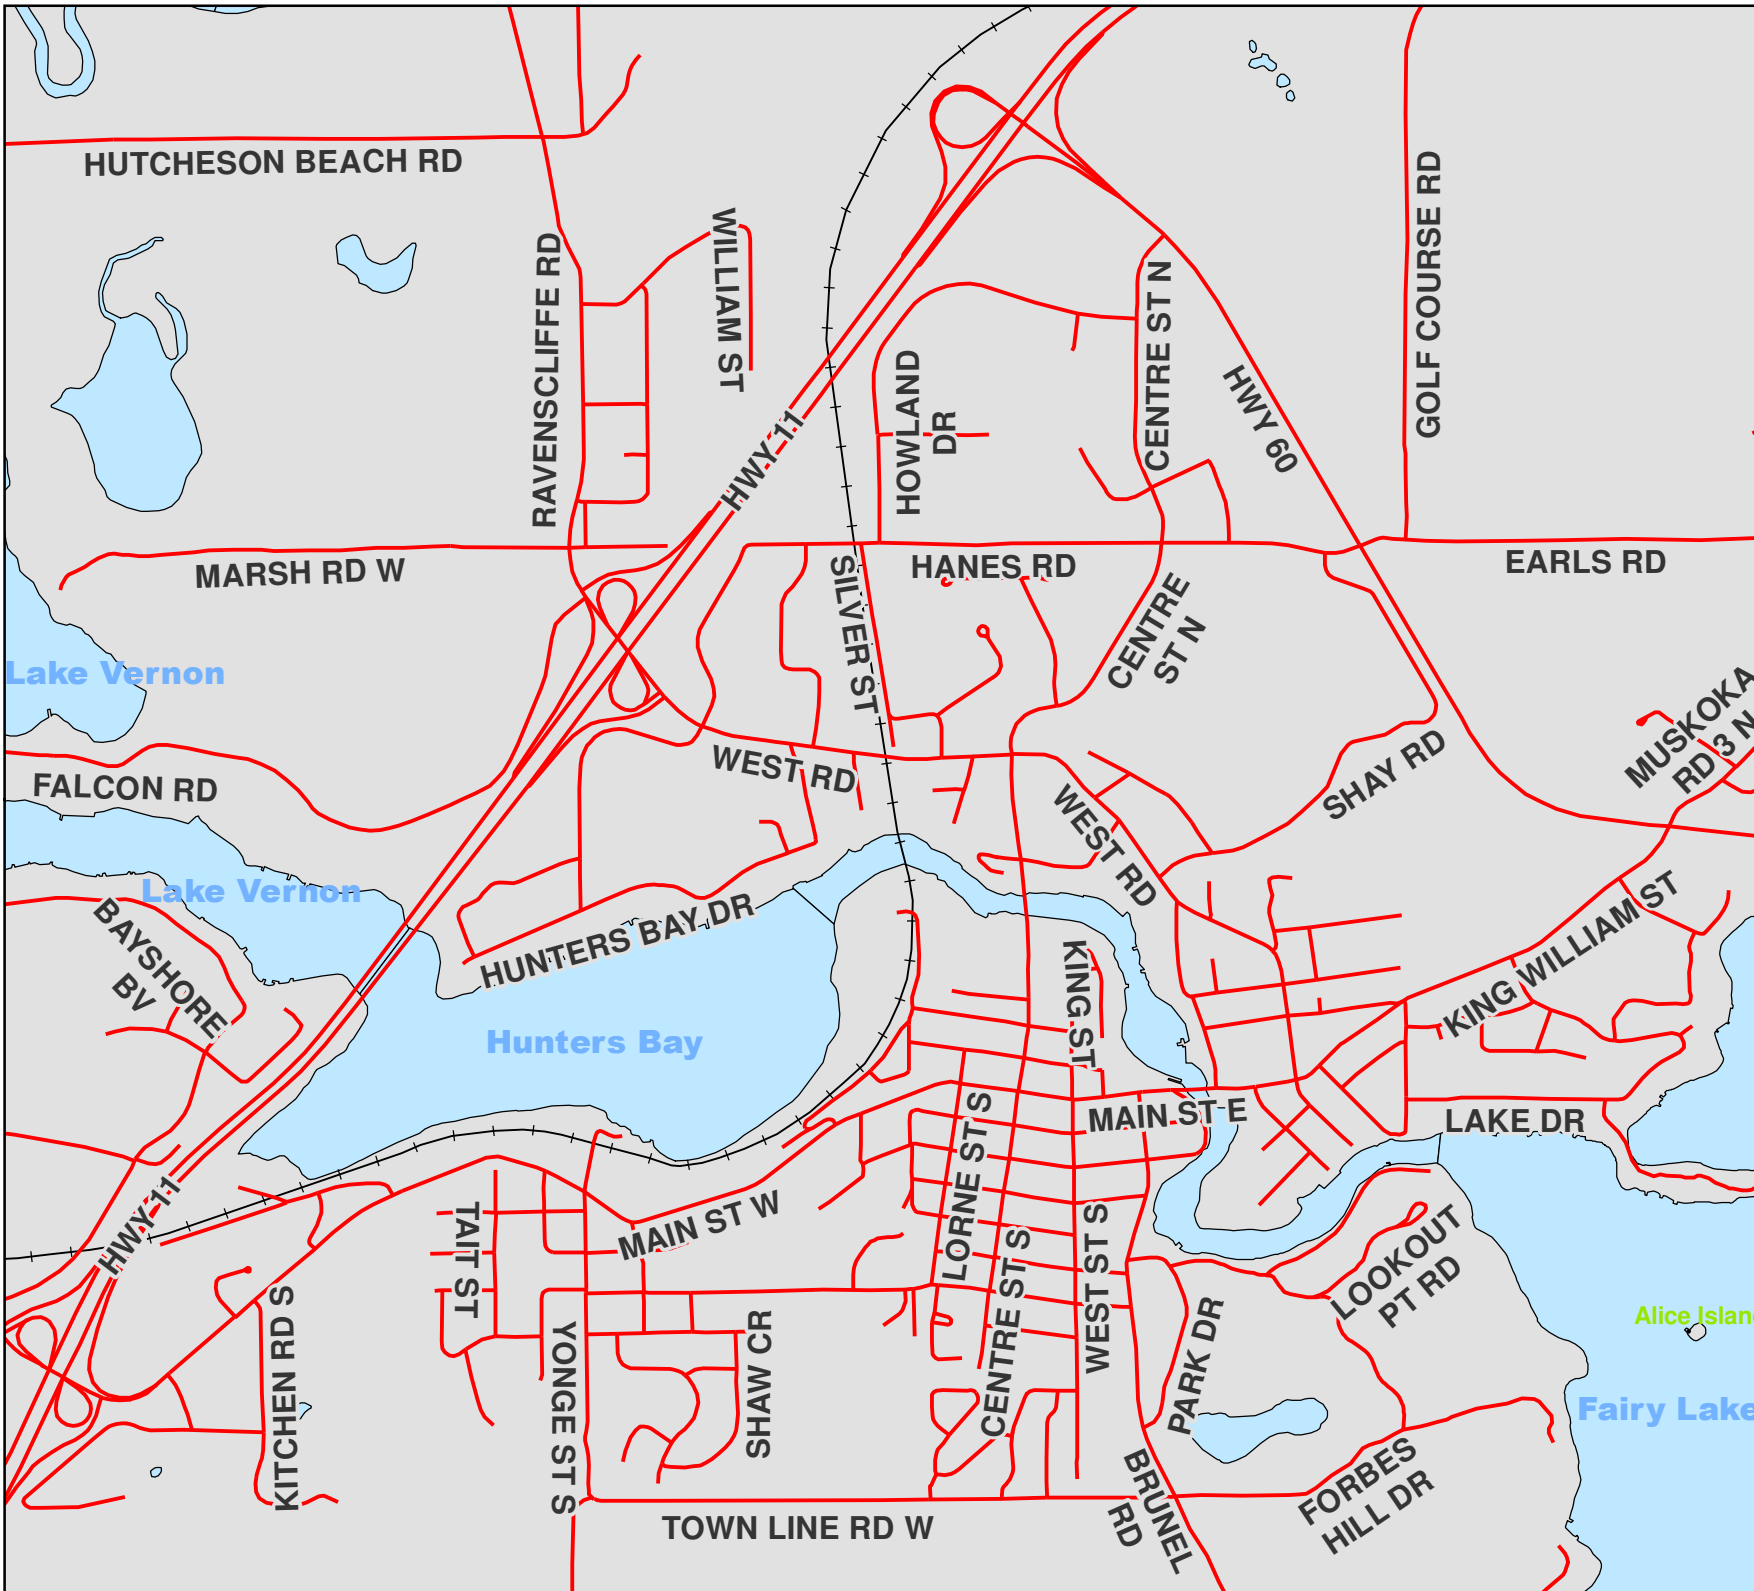 HUTCHESON BEACH RD
WILLIAM ST
RAVENSCLIFFE RD
GOLF COURSE RD
CENTRE ST N
HOWLAND
DR
HWY 60
HWY 11
MARSH RD W
HANES RD
EARLS RD
SILVER ST
CENTRE
ST N
Lake Vernon
MUSKOKA
RD 3 N
FALCON RD
WEST RD
SHAY RD
WEST RD
Lake Vernon
BAYSHORE
BV
HUNTERS BAY DR
KING ST
KING WILLIAM ST
Hunters Bay
MAIN ST E
LAKE DR
LORNE ST S
HWY 11
TAIT ST
MAIN ST W
CENTRE ST S
WEST ST S
LOOKOUT
PT RD
KITCHEN RD S
YONGE ST S
SHAW CR
PARK DR
Alice Islan
Fairy Lake
BRUNEL
RD
FORBES
HILL DR
TOWN LINE RD W